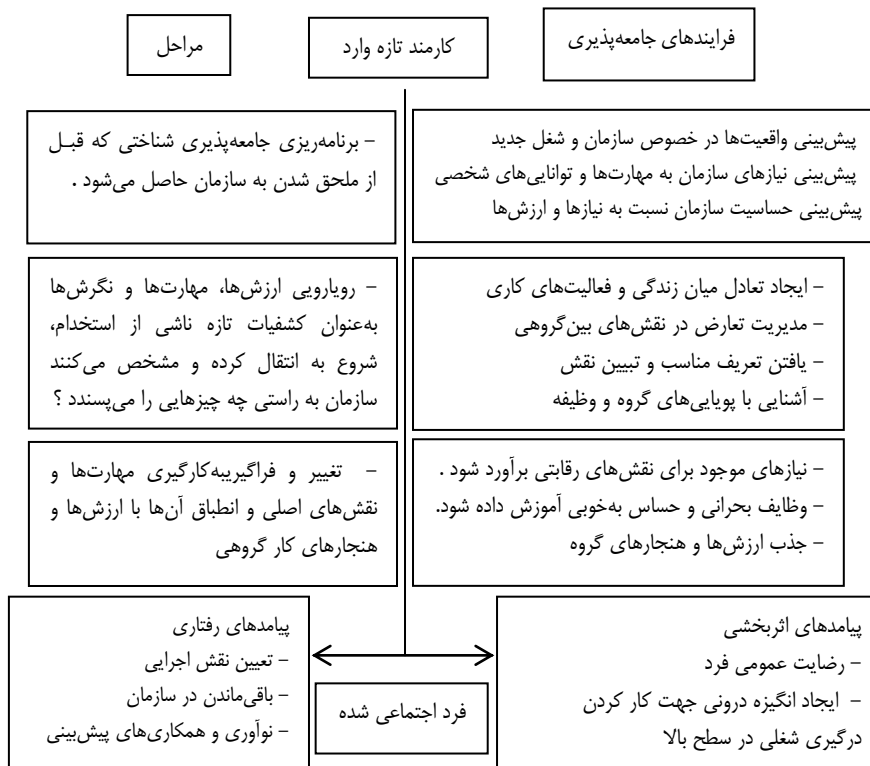 فرایندهای جامعه‌پذیری
کارمند تازه وارد
مراحل
پیش‌بینی واقعیت‌ها در خصوص سازمان و شغل جدید
پیش‌بینی نیازهای سازمان به مهارت‌ها و توانایی‌های شخصی
پیش‌بینی حساسیت سازمان نسبت به نیازها و ارزش‌ها
– برنامه‌ریزی جامعه‌پذیری شناختی که قبل
از ملحق شدن به سازمان حاصل می‌شود .
– ایجاد تعادل میان زندگی و فعالیت‌های کاری
– مدیریت تعارض در نقش‌های بین‌گروهی
– یافتن تعریف مناسب و تبیین نقش
– آشنایی با پویایی‌های گروه و وظیفه
– رویارویی ارزش‌ها، مهارت‌ها و نگرش‌ها
به‌عنوان کشفیات تازه ناشی از استخدام،
شروع به انتقال کرده و مشخص می‌کنند
سازمان به راستی چه چیزهایی را می‌پسندد ؟
– نیازهای موجود برای نقش‌های رقابتی برآورد شود .
– وظایف بحرانی و حساس به‌خوبی آموزش داده شود.
– جذب ارزش‌ها و هنجارهای گروه
– تغییر و فراگیریبه‌کارگیری مهارت‌ها و
نقش‌های اصلی و انطباق آن‌ها با ارزش‌ها و
هنجارهای کار گروهی
پیامدهای اثربخشی
– رضایت عمومی فرد
– ایجاد انگیزه درونی جهت کار کردن
درگیری شغلی در سطح بالا
فرد اجتماعی شده
پیامدهای رفتاری
– تعیین نقش اجرایی
– باقی‌ماندن در سازمان
– نوآوری و همکاری‌های پیش‌بینی